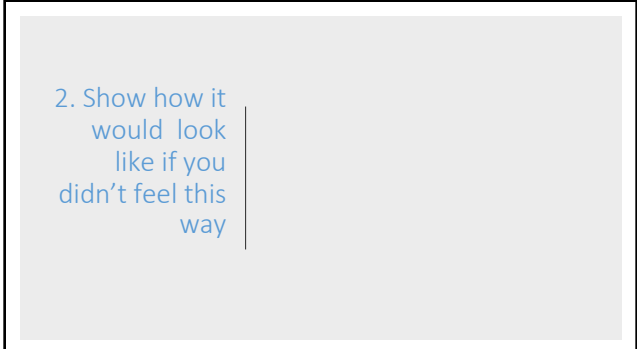 2. Show how it
would  look
like if you
didn’t feel this
way